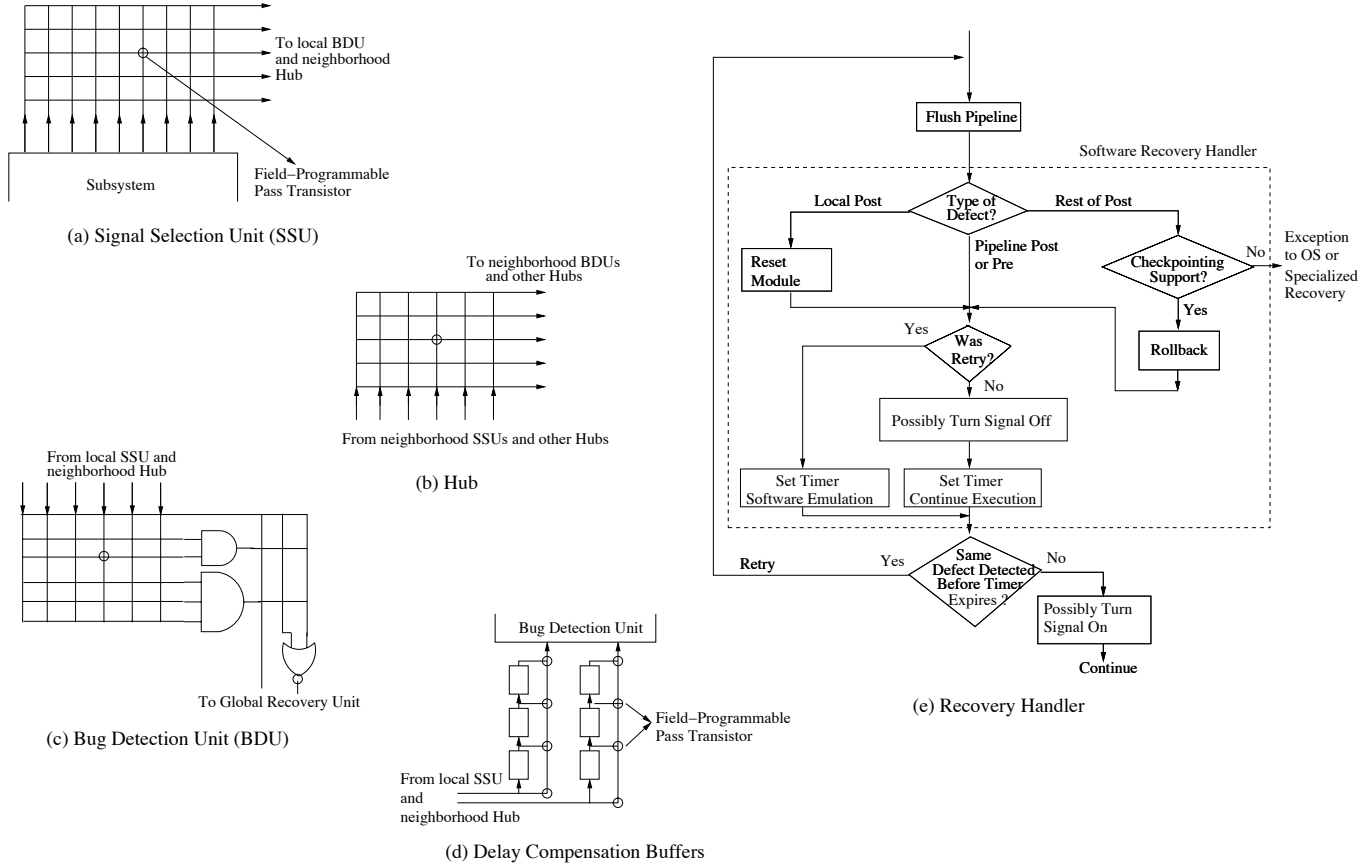 To local BDU
and neighborhood
Hub
Field–Programmable
Pass Transistor
Subsystem
(a) Signal Selection Unit (SSU)
To neighborhood BDUs
and other Hubs
From neighborhood SSUs and other Hubs
(b) Hub
From local SSU and
neighborhood Hub
To Global Recovery Unit
(c) Bug Detection Unit (BDU)
Bug Detection Unit
Field–Programmable
Pass Transistor
From local SSU
and
neighborhood Hub
(d) Delay Compensation Buffers
Flush Pipeline
Software Recovery Handler
Type of
Defect?
Local Post
Rest of Post
Pipeline Post
or Pre
Reset
Module
Checkpointing
Support?
No
Exception
to OS or
Specialized
Recovery
Yes
Rollback
Was
Retry?
Yes
No
Possibly Turn Signal Off
Set Timer
Software Emulation
Set Timer
Continue Execution
Same
Defect Detected
Before Timer
Expires ?
Yes
Retry
No
Possibly Turn
Signal On
Continue
(e) Recovery Handler